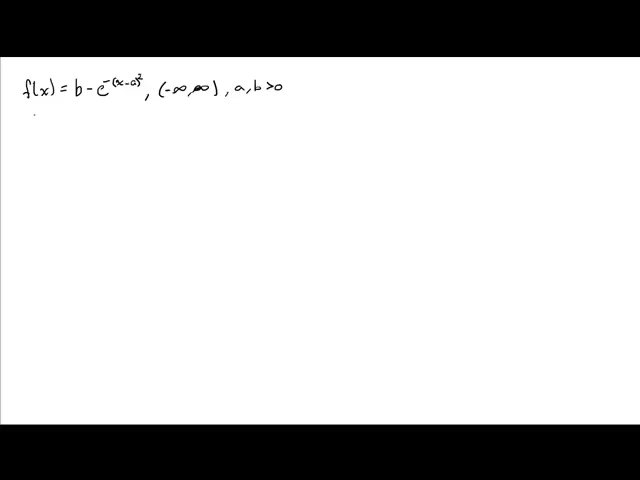 f(x) = b - e^{-(x-a)^2}, (-∞,∞), a,b>0